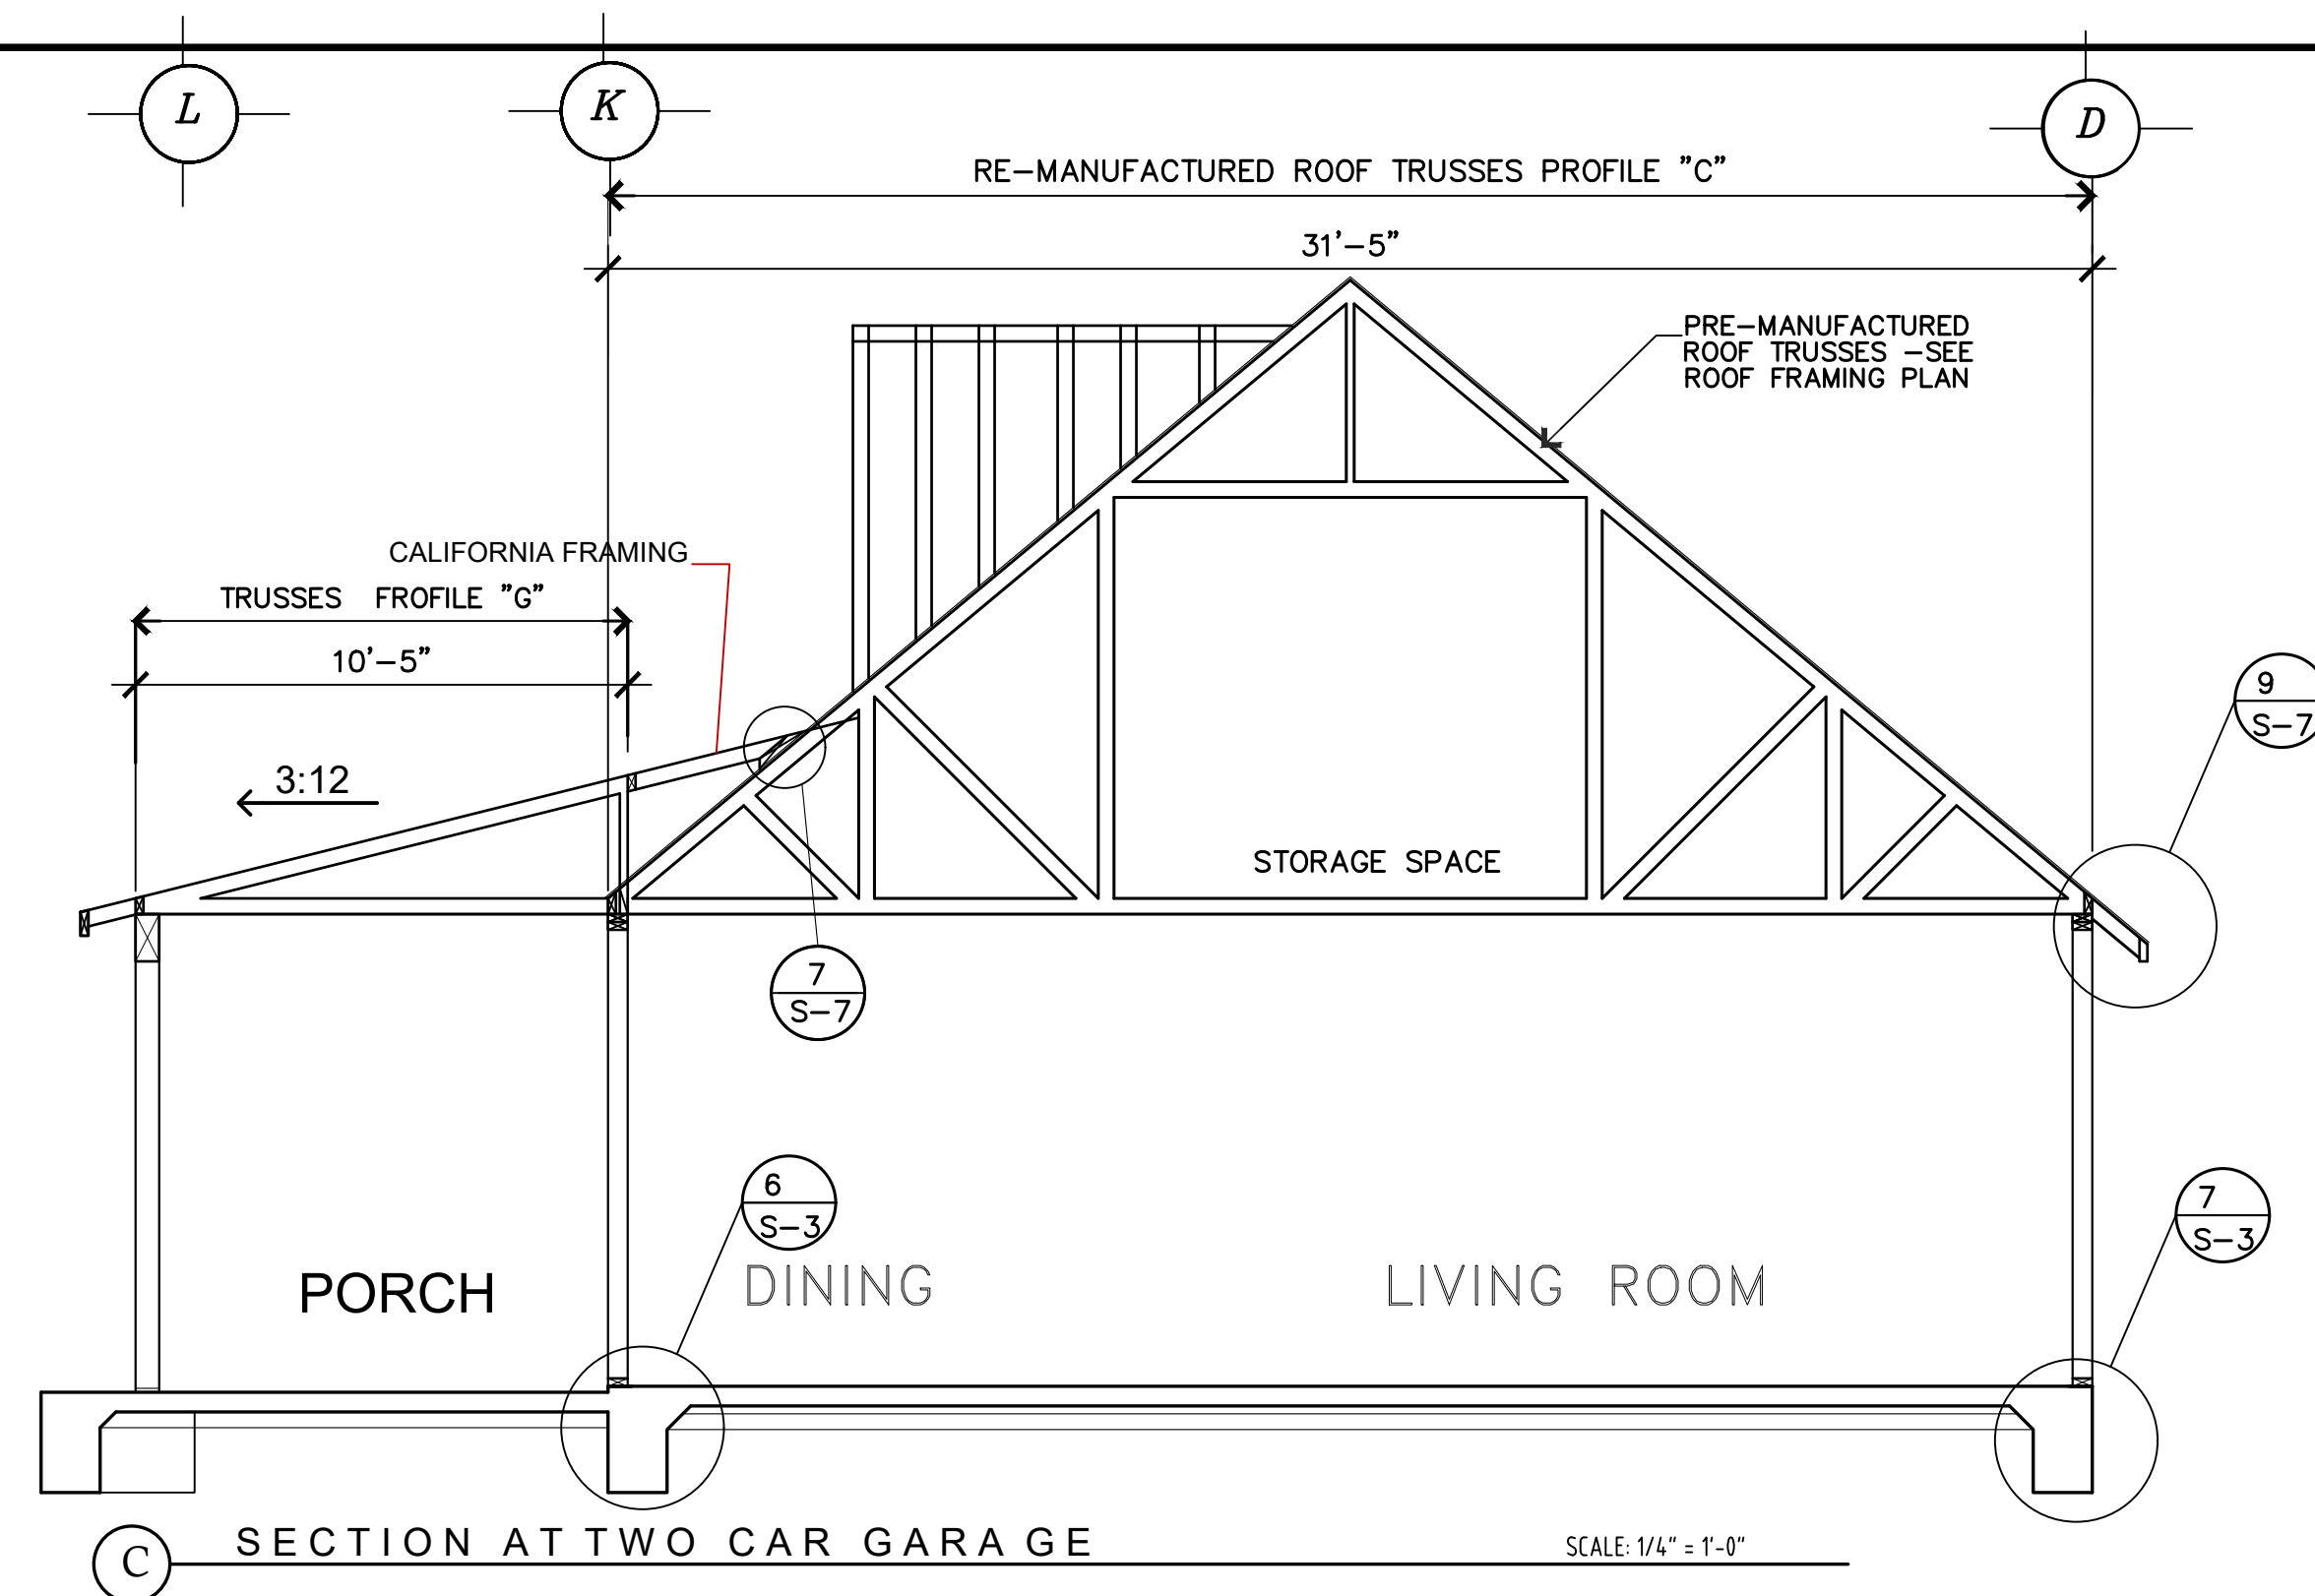 L
K
D
RE-MANUFACTURED ROOF TRUSSES PROFILE "C"
31'-5"
PRE-MANUFACTURED
ROOF TRUSSES -SEE
ROOF FRAMING PLAN
CALIFORNIA FRAMING
TRUSSES FROFILE "G"
10'-5"
9
S-7
3:12
STORAGE SPACE
7
S-7
6
S-3
7
S-3
PORCH
DINING
LIVING ROOM
C
SECTION AT TWO CAR GARAGE
SCALE: 1/4" = 1'-0"